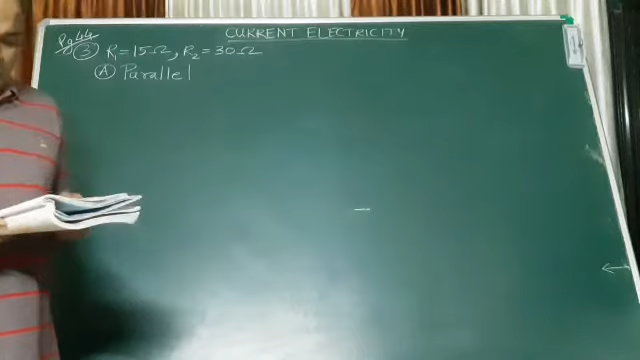 CURRENT ELECTRICITY
Pg 44
③ R₁ = 15Ω, R₂ = 30Ω
Ⓐ Parallel